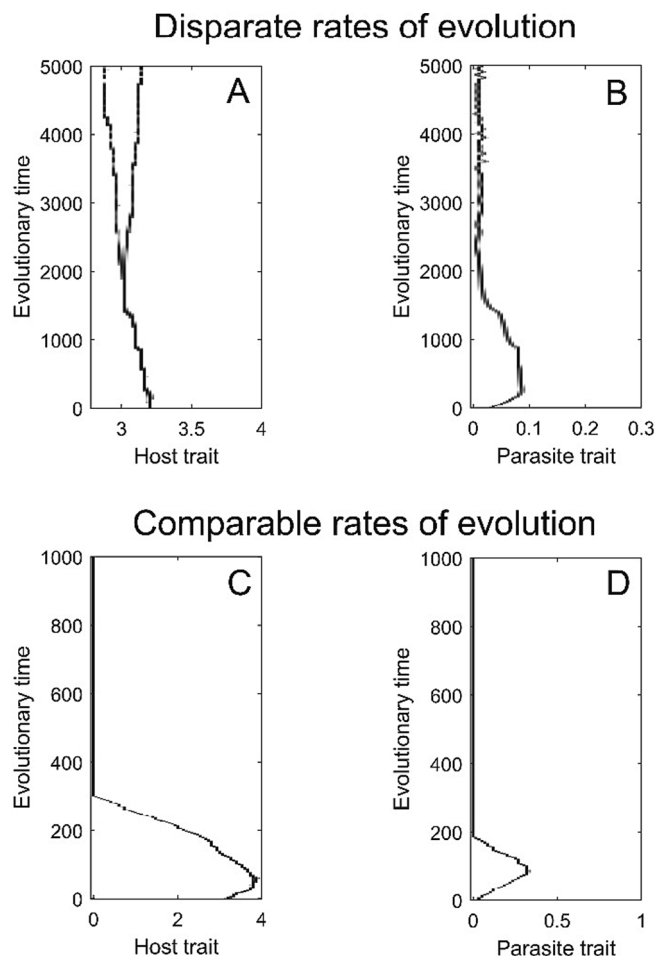 Disparate rates of evolution
A
B
5000
4000
3000
2000
1000
0
Evolutionary time
3
3.5
4
Host trait
5000
4000
3000
2000
1000
0
Evolutionary time
0
0.1
0.2
0.3
Parasite trait
Comparable rates of evolution
C
D
1000
800
600
400
200
0
Evolutionary time
0
2
4
Host trait
1000
800
600
400
200
0
Evolutionary time
0
0.5
1
Parasite trait